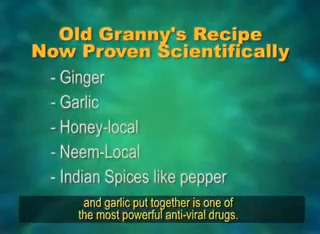 Old Granny's Recipe
Now Proven Scientifically
- Ginger
- Garlic
- Honey-local
- Neem-Local
- Indian Spices like pepper
and garlic put together is one of
the most powerful anti-viral drugs.